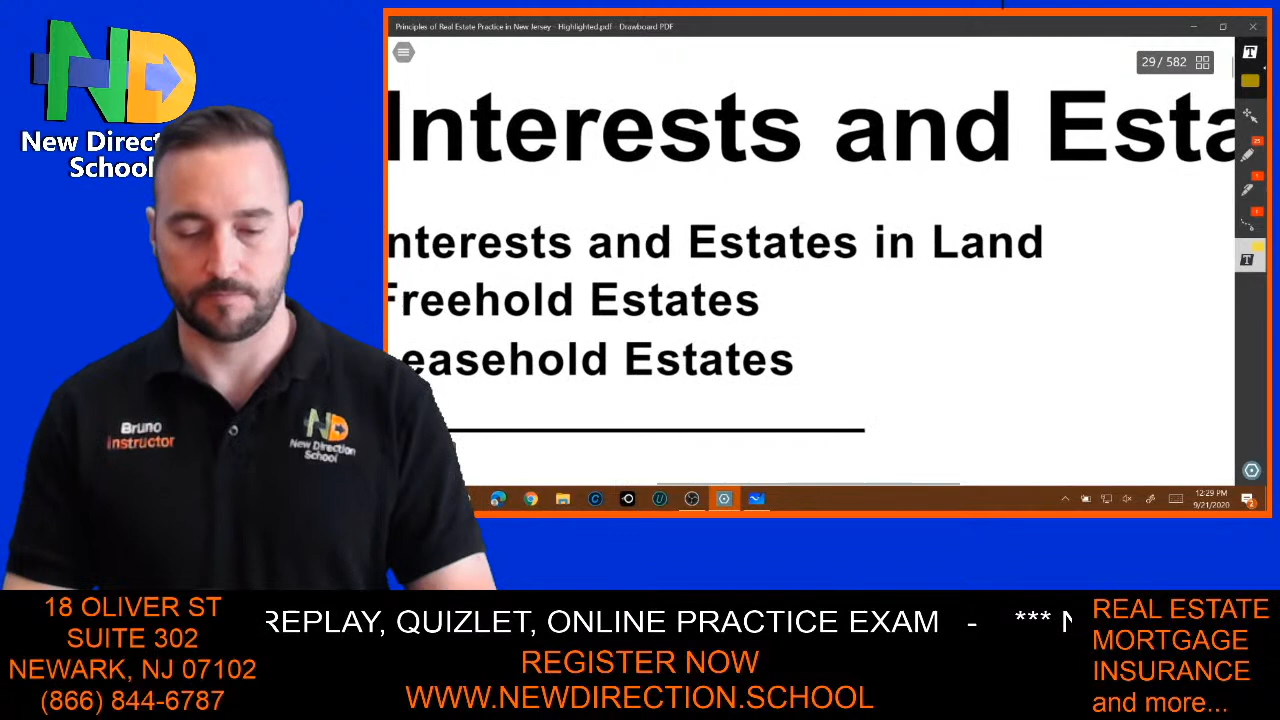 ND
New Direct
School
Bruno
Instructor
ND
New Direction
School
Principles of Real Estate Practice in New Jersey - Highlighted.pdf - Drawboard PDF
29 / 582
Interests and Esta
nterests and Estates in Land
Freehold Estates
easehold Estates
12:29 PM
9/21/2020
18 OLIVER ST
SUITE 302
NEWARK, NJ 07102
(866) 844-6787
REPLAY, QUIZLET, ONLINE PRACTICE EXAM - *** N
REGISTER NOW
WWW.NEWDIRECTION.SCHOOL
REAL ESTATE
MORTGAGE
INSURANCE
and more...